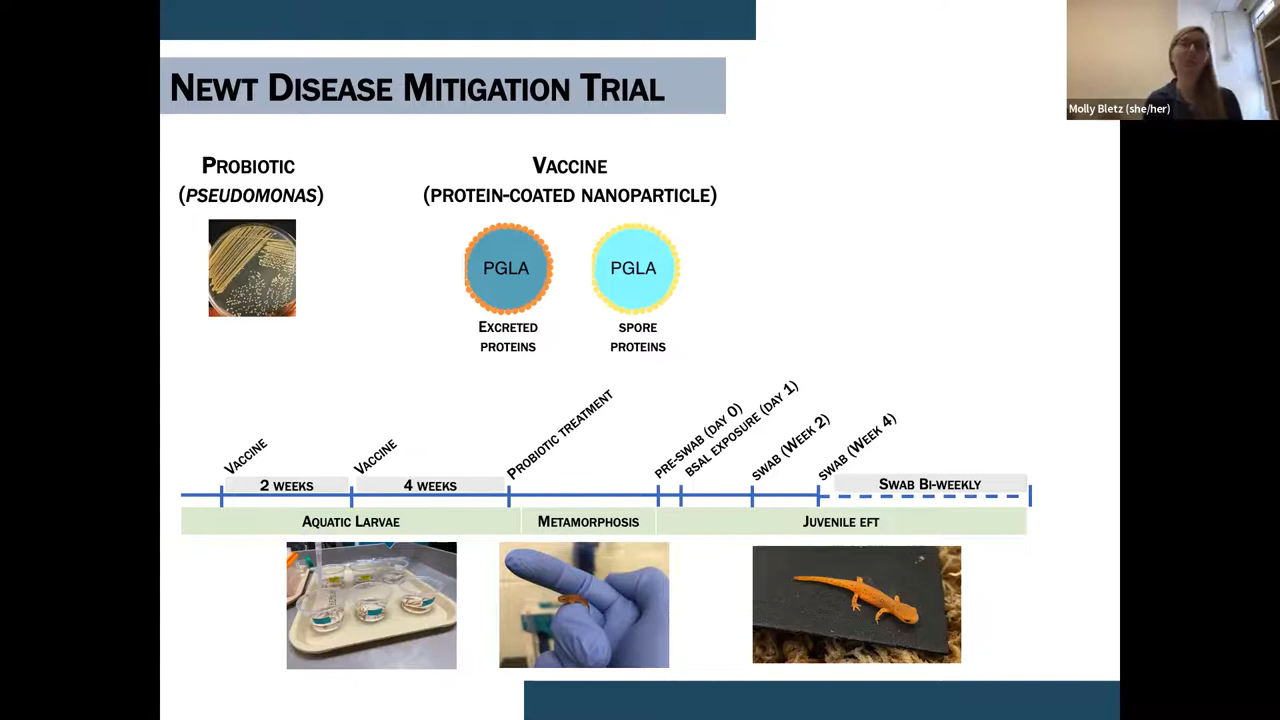 NEWT DISEASE MITIGATION TRIAL
Molly Bletz (she/her)
PROBIOTIC
(PSEUDOMONAS)
VACCINE
(PROTEIN-COATED NANOPARTICLE)
PGLA
PGLA
EXCRETED
PROTEINS
SPORE
PROTEINS
VACCINE
VACCINE
PROBIOTIC TREATMENT
PRE-SWAB (DAY 0)
BSAL EXPOSURE (DAY 1)
SWAB (WEEK 2)
SWAB (WEEK 4)
2 WEEKS
4 WEEKS
SWAB BI-WEEKLY
AQUATIC LARVAE
METAMORPHOSIS
JUVENILE EFT